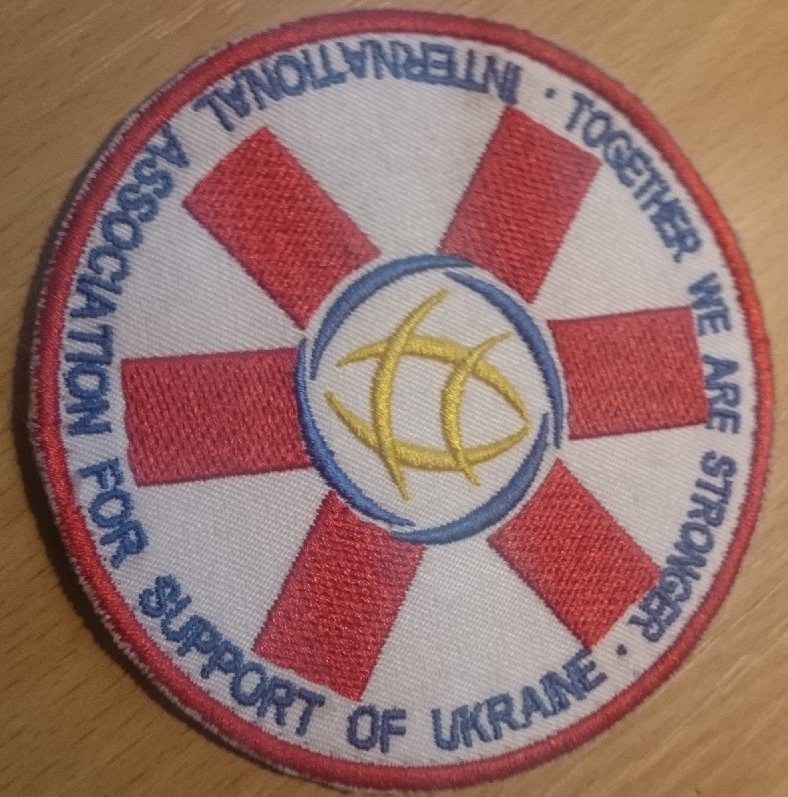 INTERNATIONAL ASSOCIATION FOR SUPPORT OF UKRAINE ·
TOGETHER WE ARE STRONGER ·